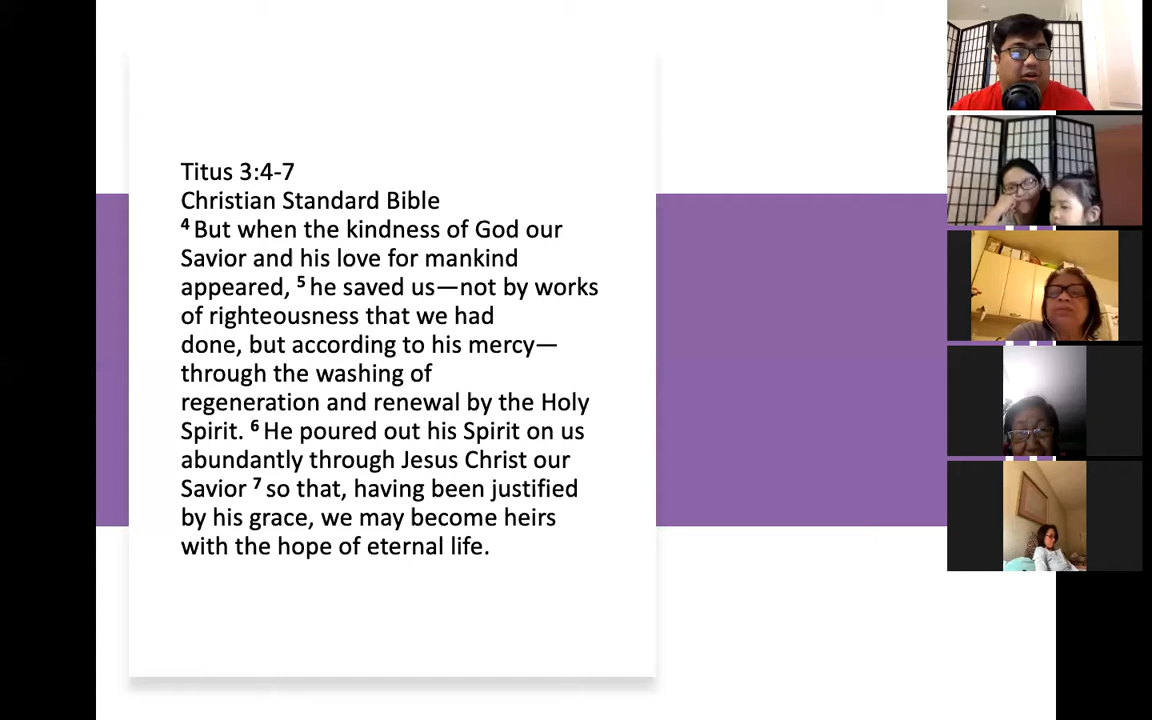 Titus 3:4-7
Christian Standard Bible
⁴ But when the kindness of God our
Savior and his love for mankind
appeared, ⁵ he saved us—not by works
of righteousness that we had
done, but according to his mercy—
through the washing of
regeneration and renewal by the Holy
Spirit. ⁶ He poured out his Spirit on us
abundantly through Jesus Christ our
Savior ⁷ so that, having been justified
by his grace, we may become heirs
with the hope of eternal life.